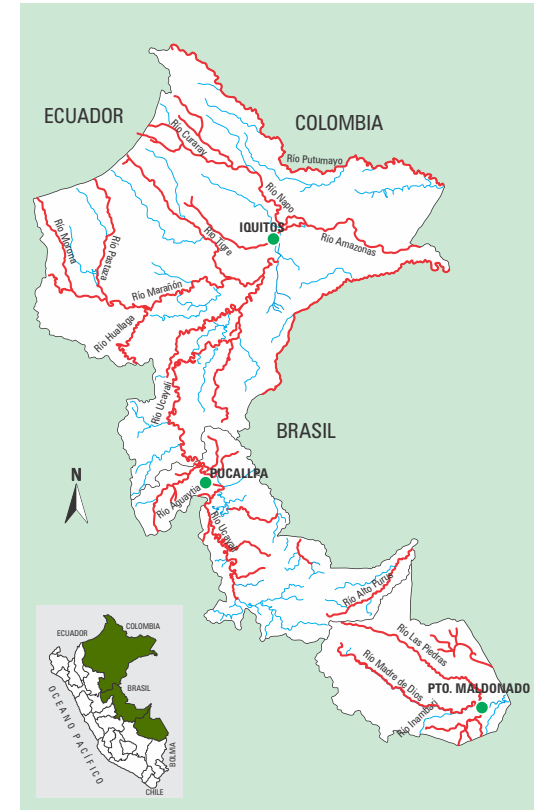 ECUADOR
COLOMBIA
Río Curaray
Río Putumayo
Río Napo
IQUITOS
Río Tigre
Río Amazonas
Río Morona
Río Pastaza
Río Marañón
Río Huallaga
Río Ucayali
BRASIL
N
PUCALLPA
Río Aguaytía
Río Ucayali
Río Alto Purús
Río Las Piedras
Río Madre de Dios
PTO. MALDONADO
Río Inambari
COLOMBIA
ECUADOR
BRASIL
OCEANO PACÍFICO
BOLIVIA
CHILE